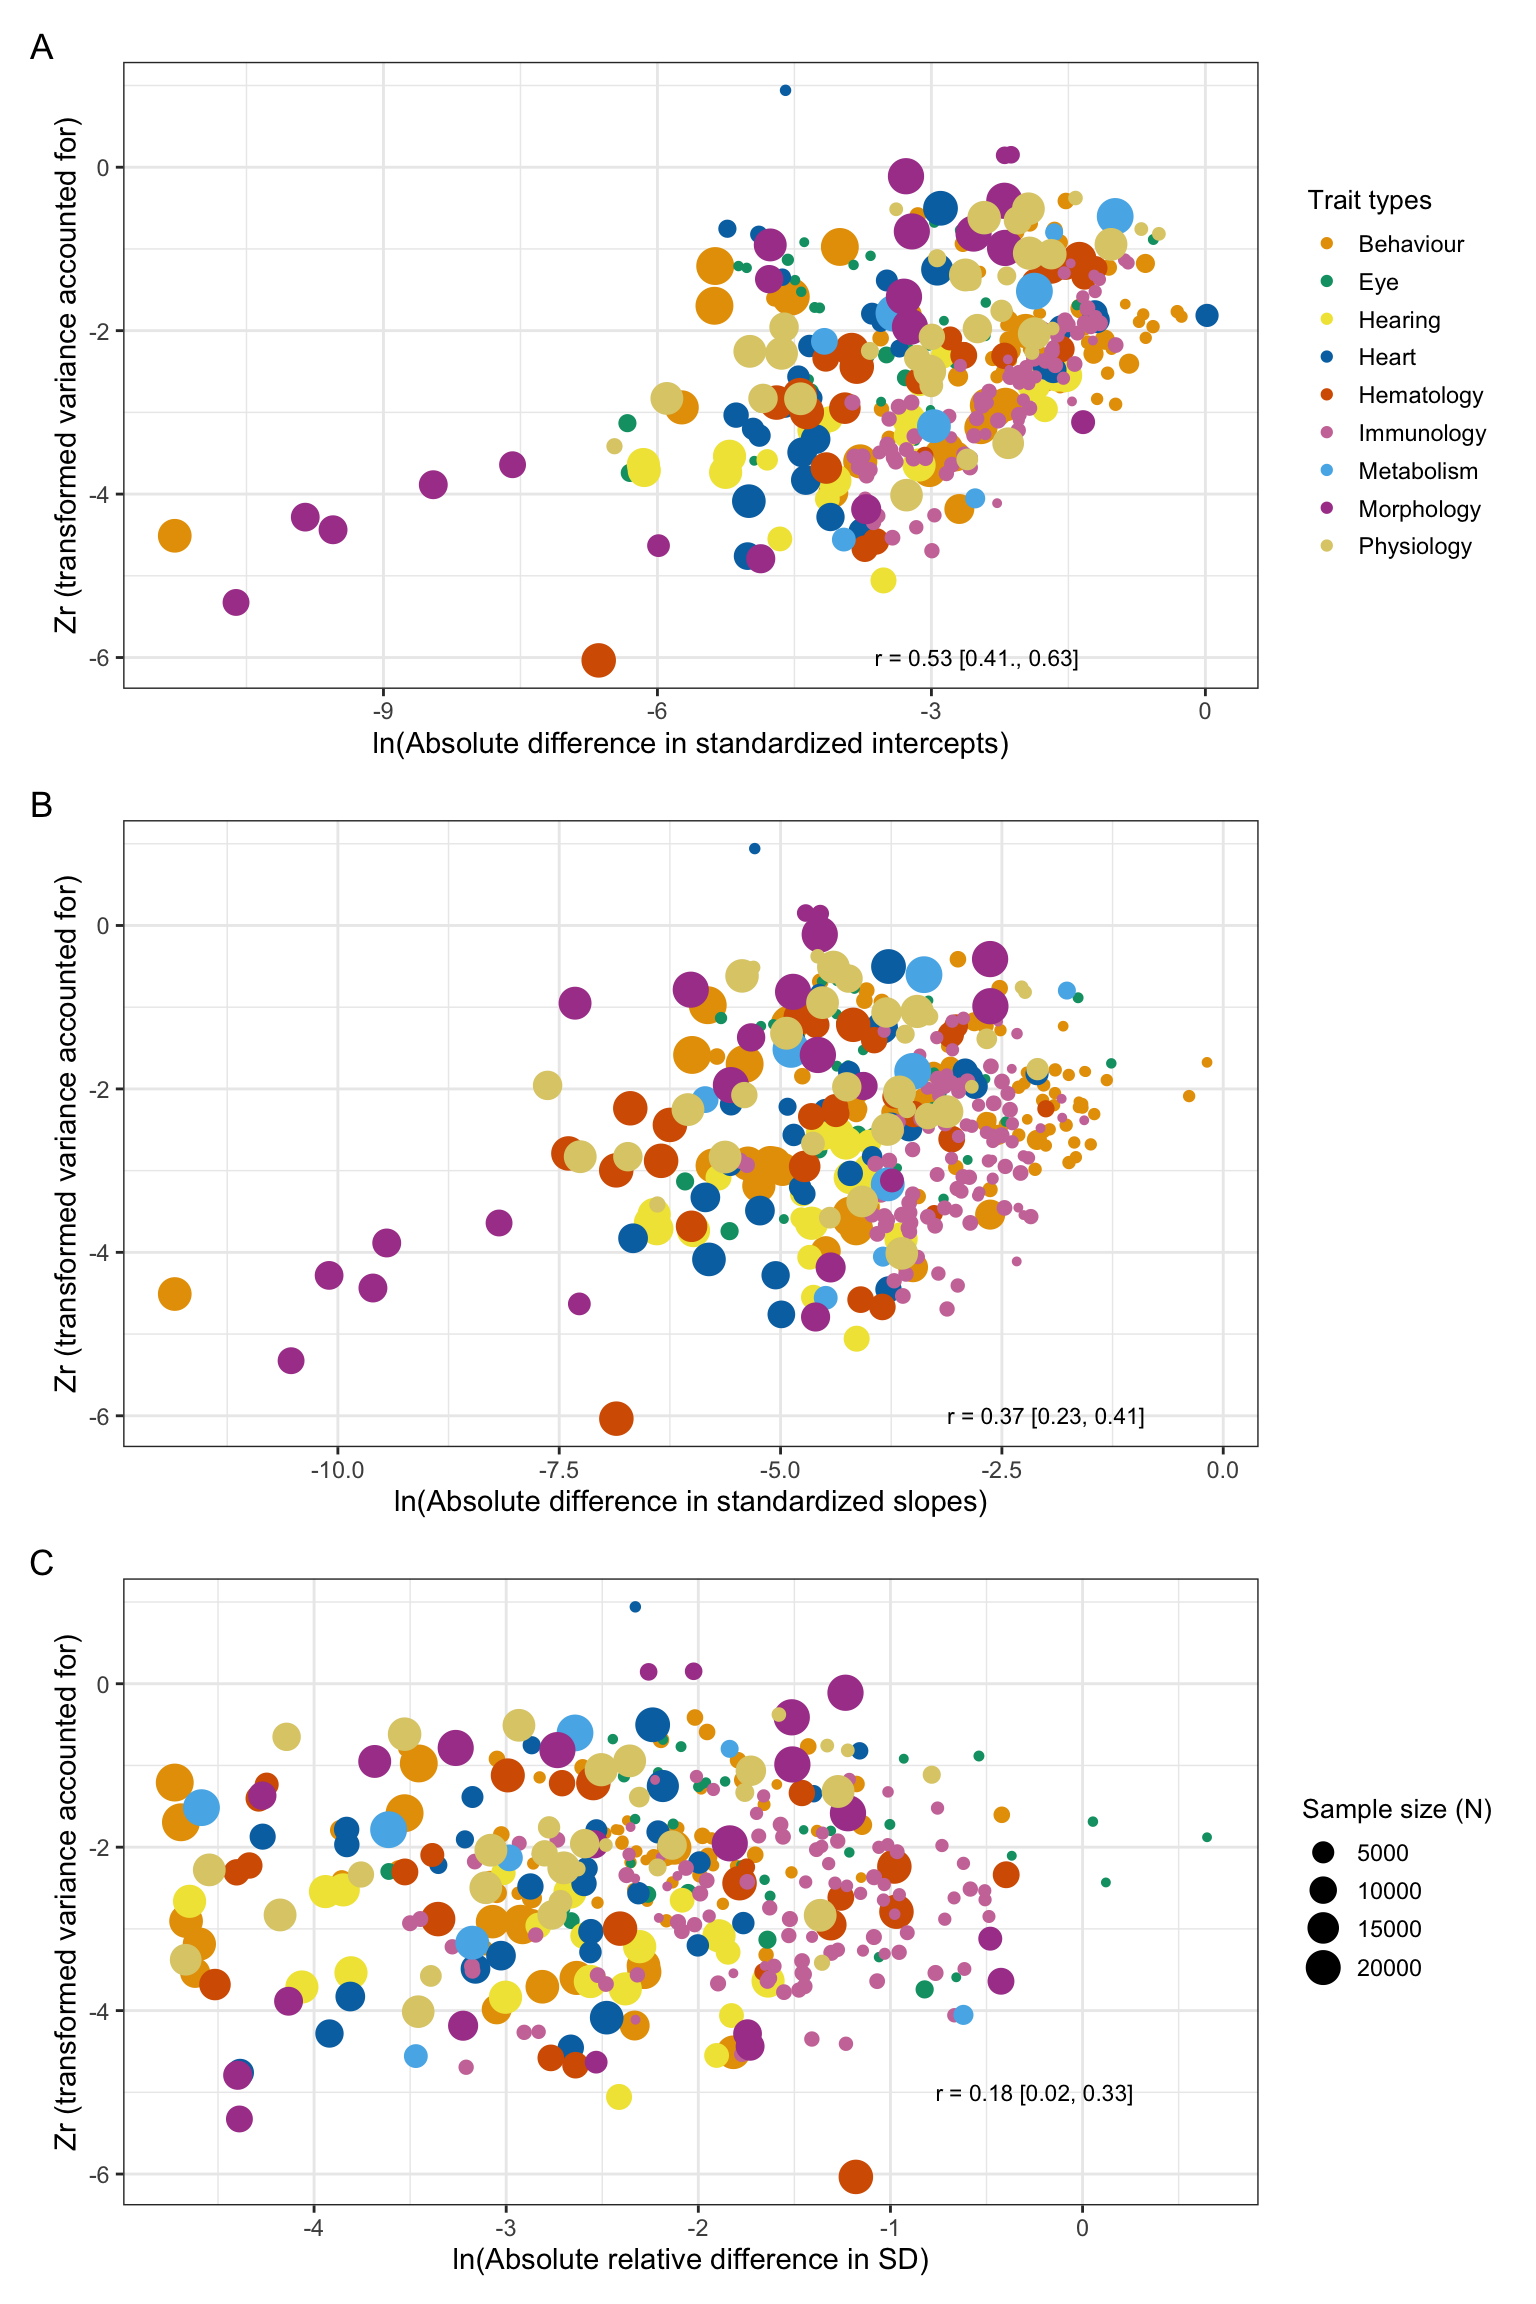 A
Zr (transformed variance accounted for)
0
-2
-4
-6
r = 0.53 [0.41., 0.63]
-9
-6
-3
0
ln(Absolute difference in standardized intercepts)
Trait types
Behaviour
Eye
Hearing
Heart
Hematology
Immunology
Metabolism
Morphology
Physiology
B
Zr (transformed variance accounted for)
0
-2
-4
-6
r = 0.37 [0.23, 0.41]
-10.0
-7.5
-5.0
-2.5
0.0
ln(Absolute difference in standardized slopes)
C
Zr (transformed variance accounted for)
0
-2
-4
-6
r = 0.18 [0.02, 0.33]
-4
-3
-2
-1
0
ln(Absolute relative difference in SD)
Sample size (N)
5000
10000
15000
20000